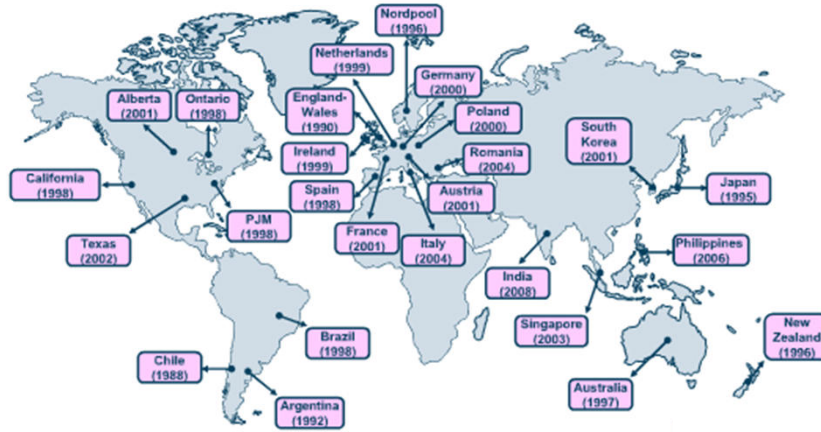 Nordpool
(1996)
Netherlands
(1999)
Germany
(2000)
Alberta
(2001)
Ontario
(1998)
England-
Wales
(1990)
Poland
(2000)
South
Korea
(2001)
Ireland
(1999)
Romania
(2004)
California
(1998)
Spain
(1998)
Austria
(2001)
Japan
(1995)
PJM
(1998)
Texas
(2002)
France
(2001)
Italy
(2004)
Philippines
(2006)
India
(2008)
Singapore
(2003)
Brazil
(1998)
New
Zealand
(1996)
Chile
(1988)
Australia
(1997)
Argentina
(1992)